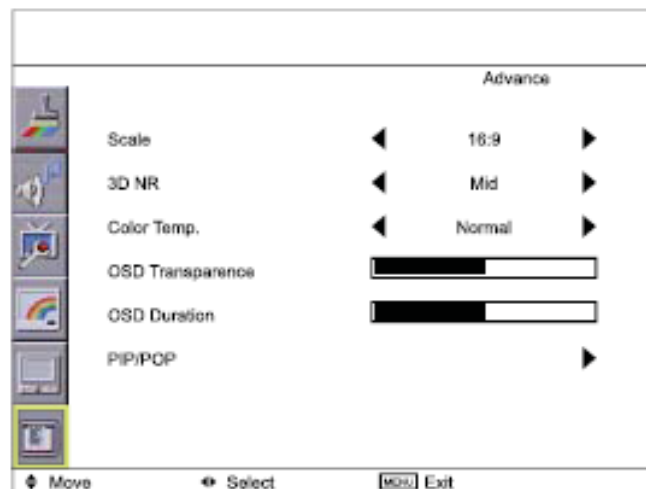 Advance
Scale 16:9
3D NR Mid
Color Temp. Normal
OSD Transparence
OSD Duration
PIP/POP
Move Select MENU Exit